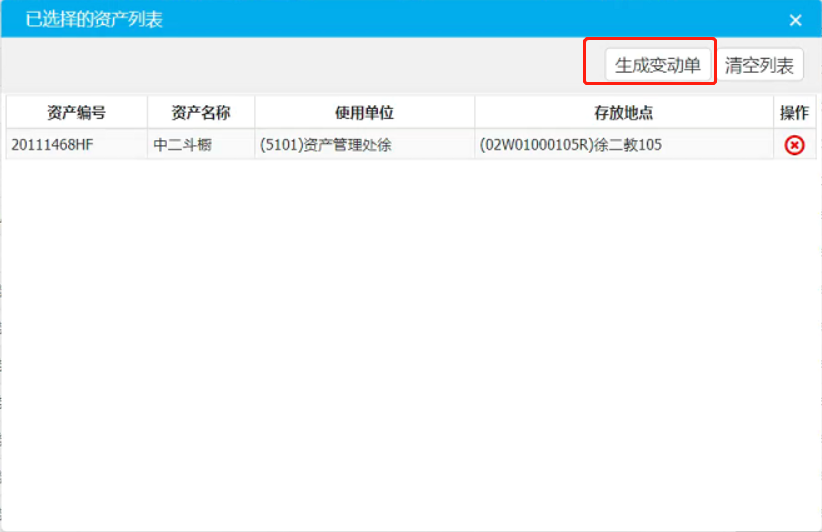 已选择的资产列表
生成变动单 清空列表
资产编号 资产名称 使用单位 存放地点 操作
20111468HF 中二斗橱 (5101)资产管理处徐 (02W01000105R)徐二教105